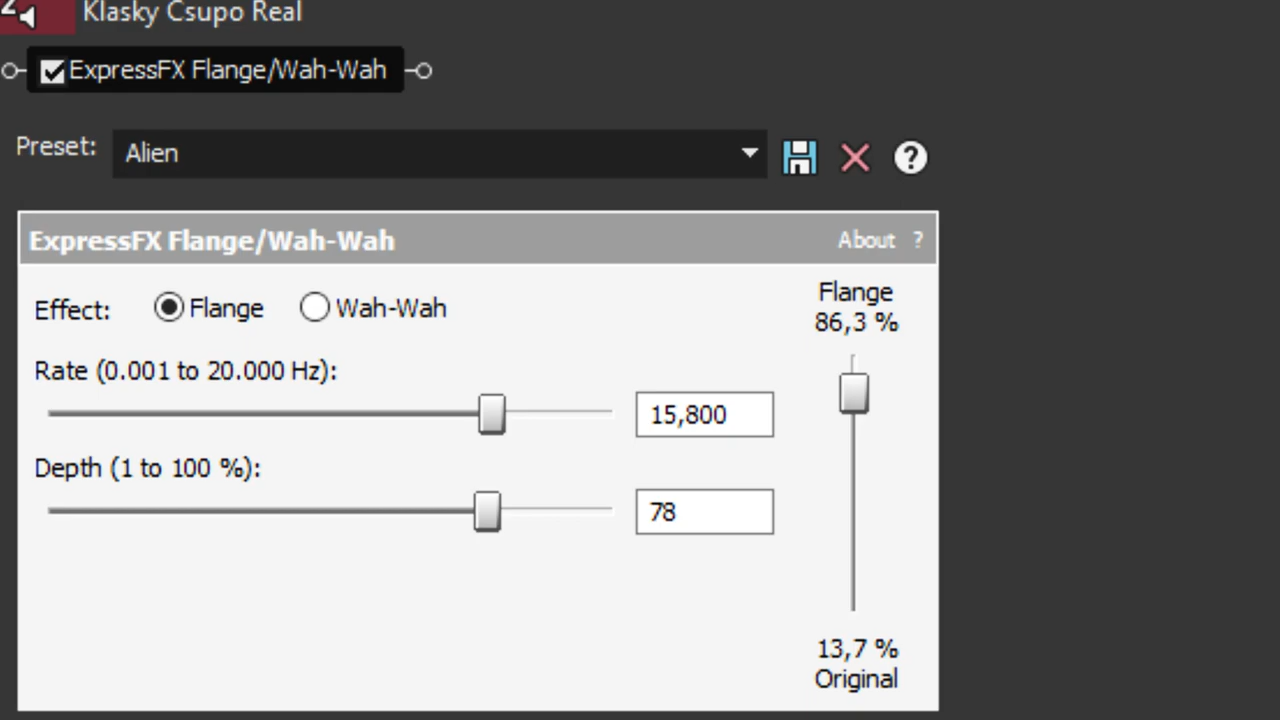 Klasky Csupo Real
ExpressFX Flange/Wah-Wah
Preset: Alien
ExpressFX Flange/Wah-Wah About ?
Effect: Flange Wah-Wah
Flange
86,3 %
Rate (0.001 to 20.000 Hz):
15,800
Depth (1 to 100 %):
78
13,7 %
Original